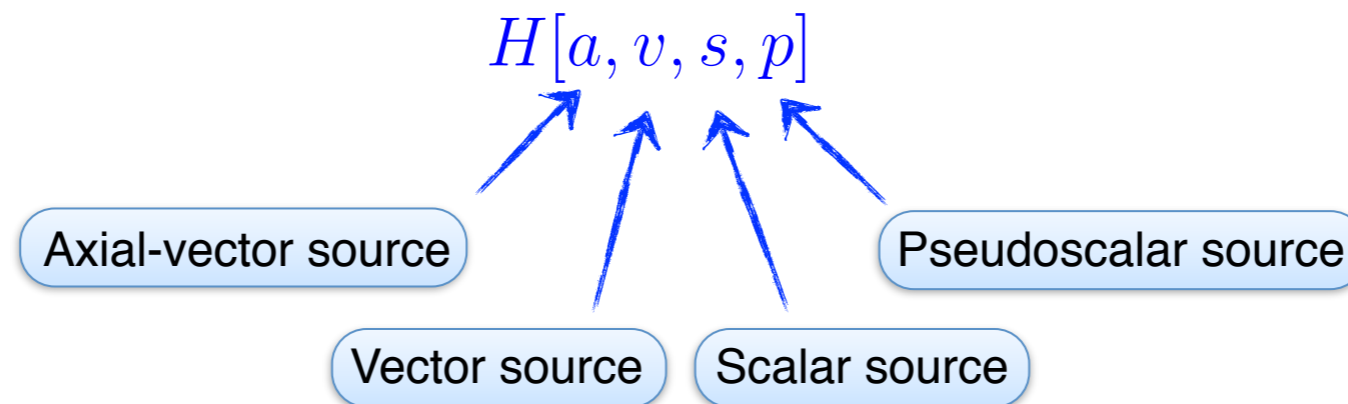 H[a, v, s, p]
Axial-vector source
Pseudoscalar source
Vector source
Scalar source